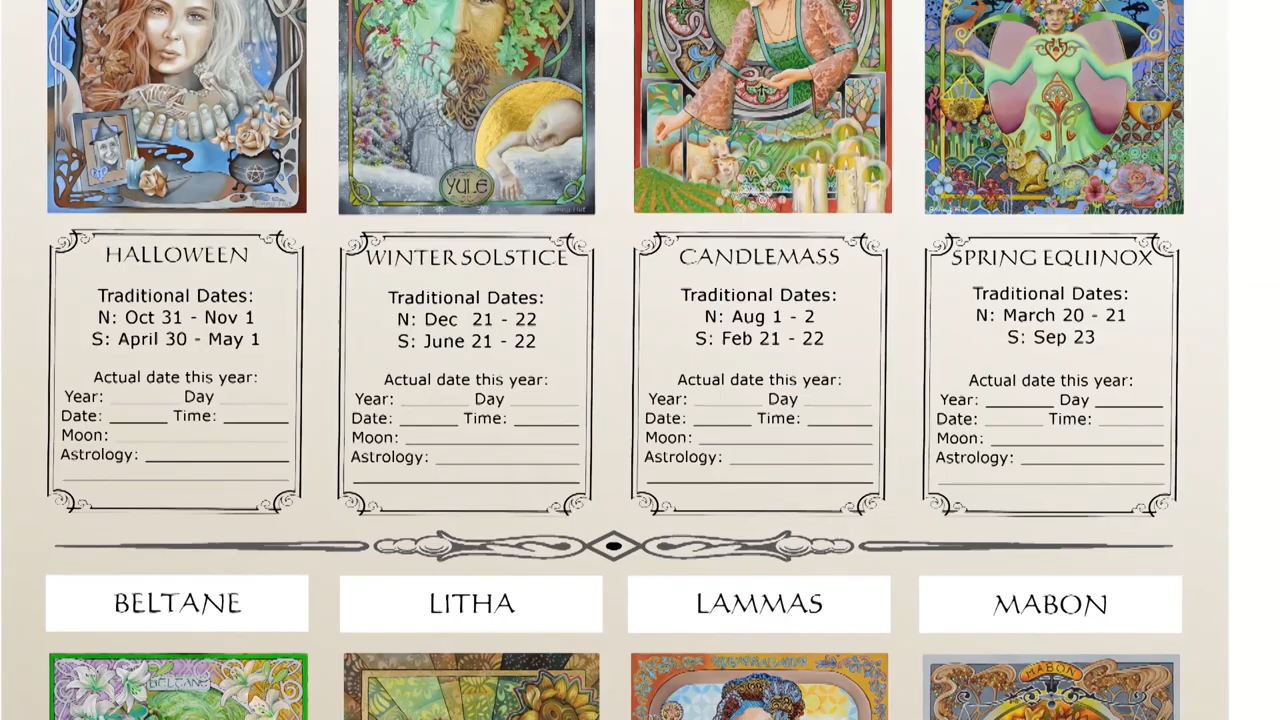 YULE
HALLOWEEN
Traditional Dates:
N: Oct 31 - Nov 1
S: April 30 - May 1
Actual date this year:
Year: Day
Date: Time:
Moon:
Astrology:
WINTER SOLSTICE
Traditional Dates:
N: Dec 21 - 22
S: June 21 - 22
Actual date this year:
Year: Day
Date: Time:
Moon:
Astrology:
CANDLEMASS
Traditional Dates:
N: Aug 1 - 2
S: Feb 21 - 22
Actual date this year:
Year: Day
Date: Time:
Moon:
Astrology:
SPRING EQUINOX
Traditional Dates:
N: March 20 - 21
S: Sep 23
Actual date this year:
Year: Day
Date: Time:
Moon:
Astrology:
BELTANE
LITHA
LAMMAS
MABON
BELTANE
MABON